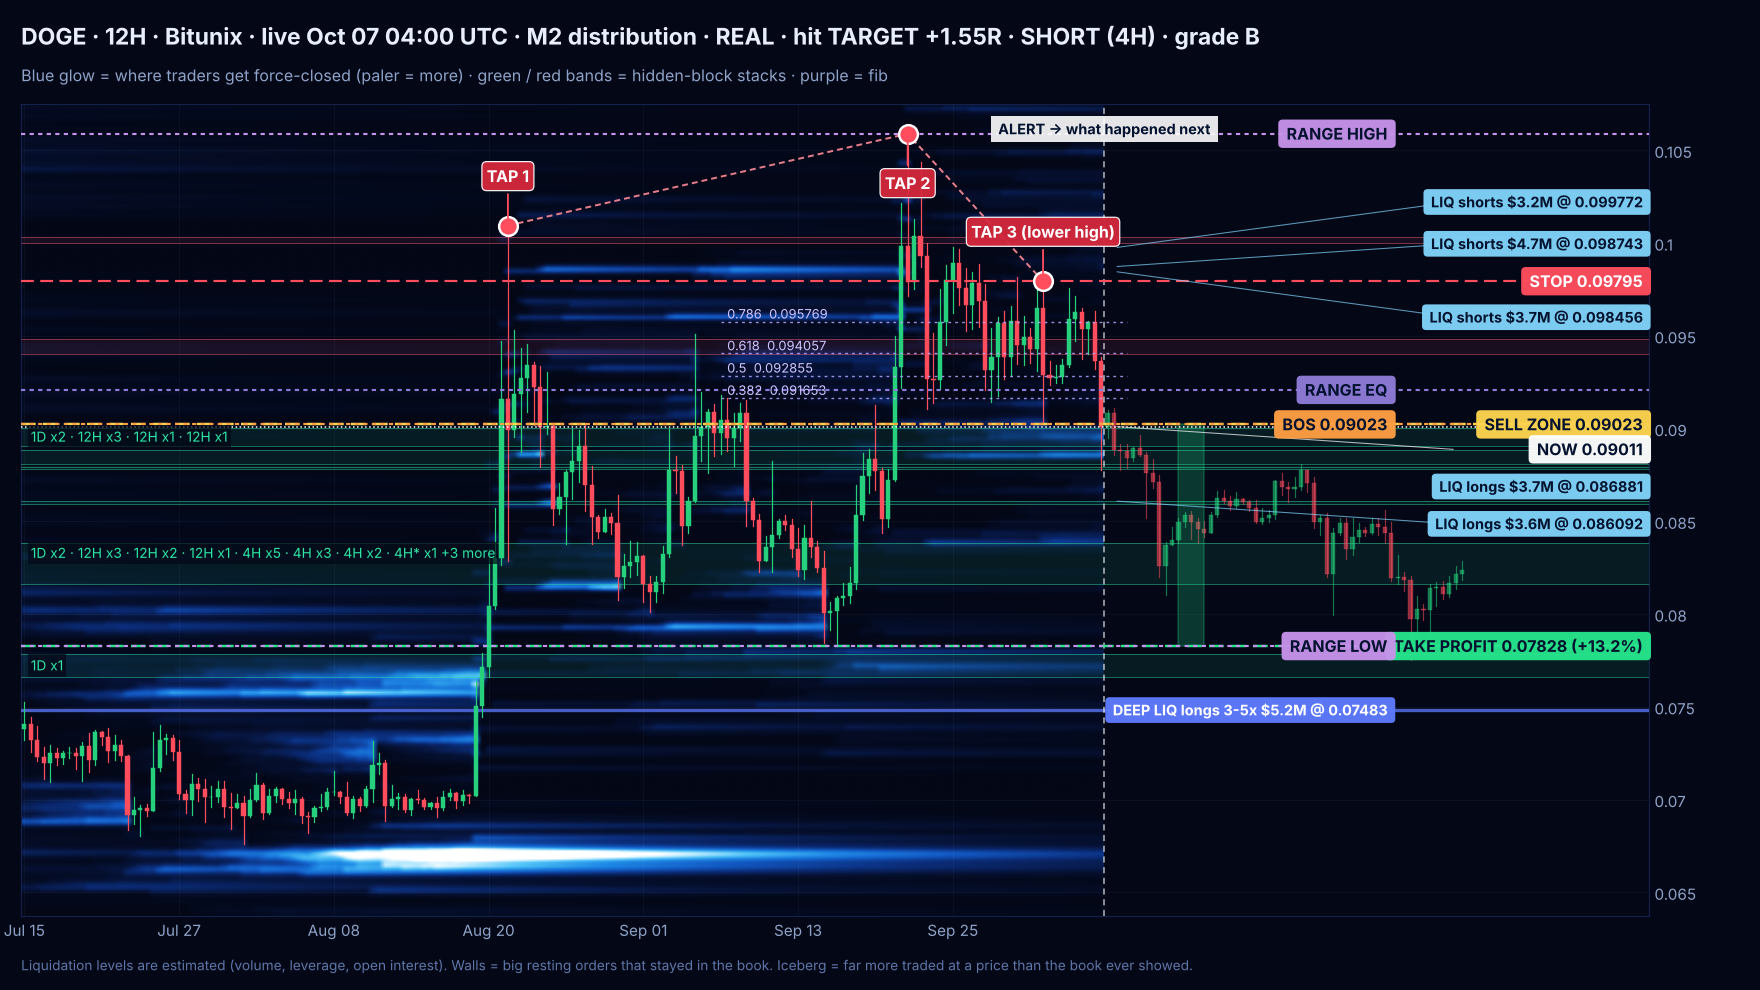 DOGE · 12H · Bitunix · live Oct 07 04:00 UTC · M2 distribution · REAL · hit TARGET +1.55R · SHORT (4H) · grade B
Blue glow = where traders get force-closed (paler = more) · green / red bands = hidden-block stacks · purple = fib
ALERT → what happened next
RANGE HIGH
0.105
TAP 1
TAP 2
LIQ shorts $3.2M @ 0.099772
TAP 3 (lower high)
LIQ shorts $4.7M @ 0.098743
0.1
STOP 0.09795
0.786 0.095769
LIQ shorts $3.7M @ 0.098456
0.095
0.618 0.094057
0.5 0.092855
0.382 0.091653
RANGE EQ
BOS 0.09023
SELL ZONE 0.09023
0.09
1D x2 · 12H x3 · 12H x1 · 12H x1
NOW 0.09011
LIQ longs $3.7M @ 0.086881
LIQ longs $3.6M @ 0.086092
0.085
1D x2 · 12H x3 · 12H x2 · 12H x1 · 4H x5 · 4H x3 · 4H x2 · 4H* x1 +3 more
0.08
RANGE LOW
TAKE PROFIT 0.07828 (+13.2%)
1D x1
DEEP LIQ longs 3-5x $5.2M @ 0.07483
0.075
0.07
0.065
Jul 15
Jul 27
Aug 08
Aug 20
Sep 01
Sep 13
Sep 25
Liquidation levels are estimated (volume, leverage, open interest). Walls = big resting orders that stayed in the book. Iceberg = far more traded at a price than the book ever showed.